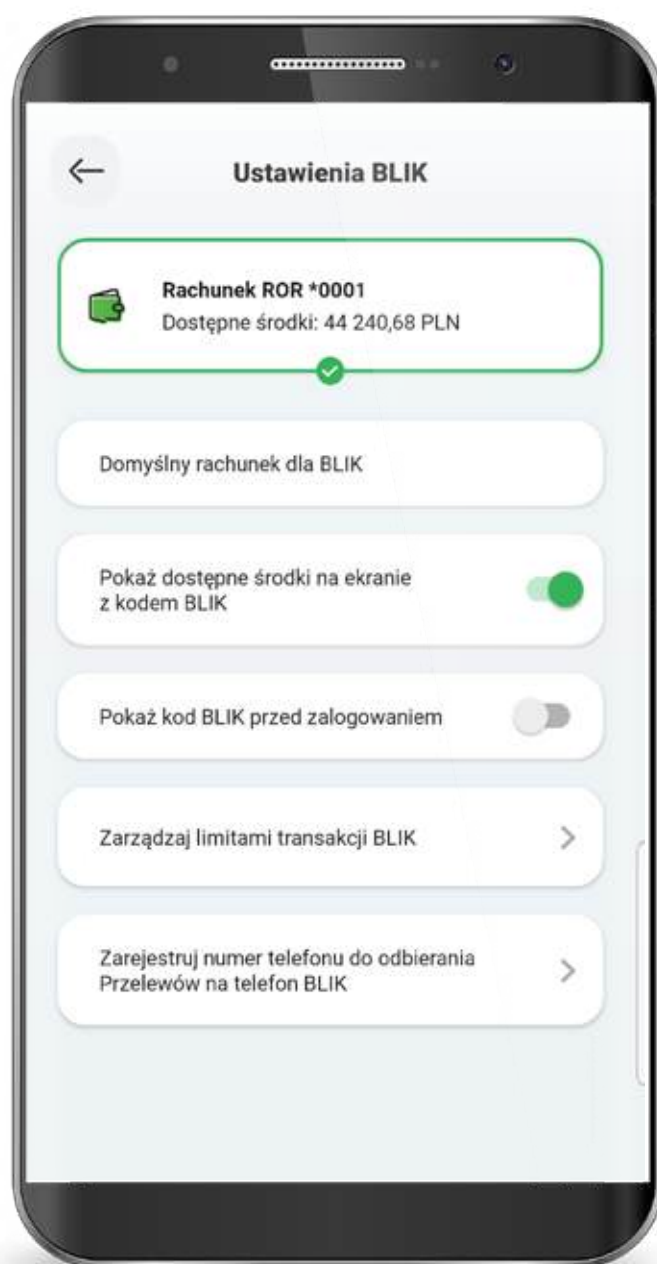 Ustawienia BLIK
Rachunek ROR *0001
Dostępne środki: 44 240,68 PLN
Domyślny rachunek dla BLIK
Pokaż dostępne środki na ekranie
z kodem BLIK
Pokaż kod BLIK przed zalogowaniem
Zarządzaj limitami transakcji BLIK
Zarejestruj numer telefonu do odbierania
Przelewów na telefon BLIK